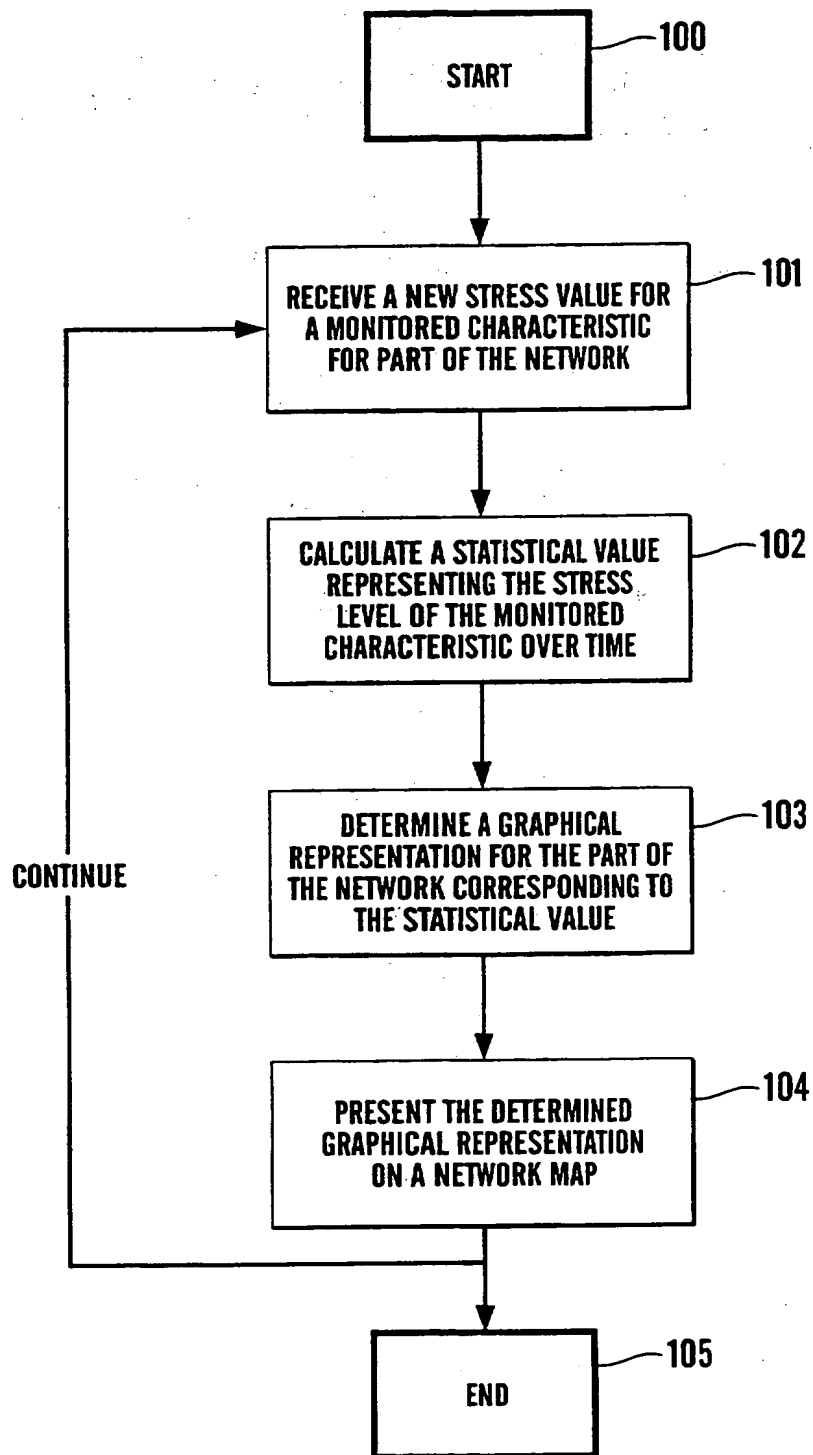 START
100
RECEIVE A NEW STRESS VALUE FOR
A MONITORED CHARACTERISTIC
FOR PART OF THE NETWORK
101
CALCULATE A STATISTICAL VALUE
REPRESENTING THE STRESS
LEVEL OF THE MONITORED
CHARACTERISTIC OVER TIME
102
DETERMINE A GRAPHICAL
REPRESENTATION FOR THE PART OF
THE NETWORK CORRESPONDING TO
THE STATISTICAL VALUE
103
CONTINUE
PRESENT THE DETERMINED
GRAPHICAL REPRESENTATION
ON A NETWORK MAP
104
END
105